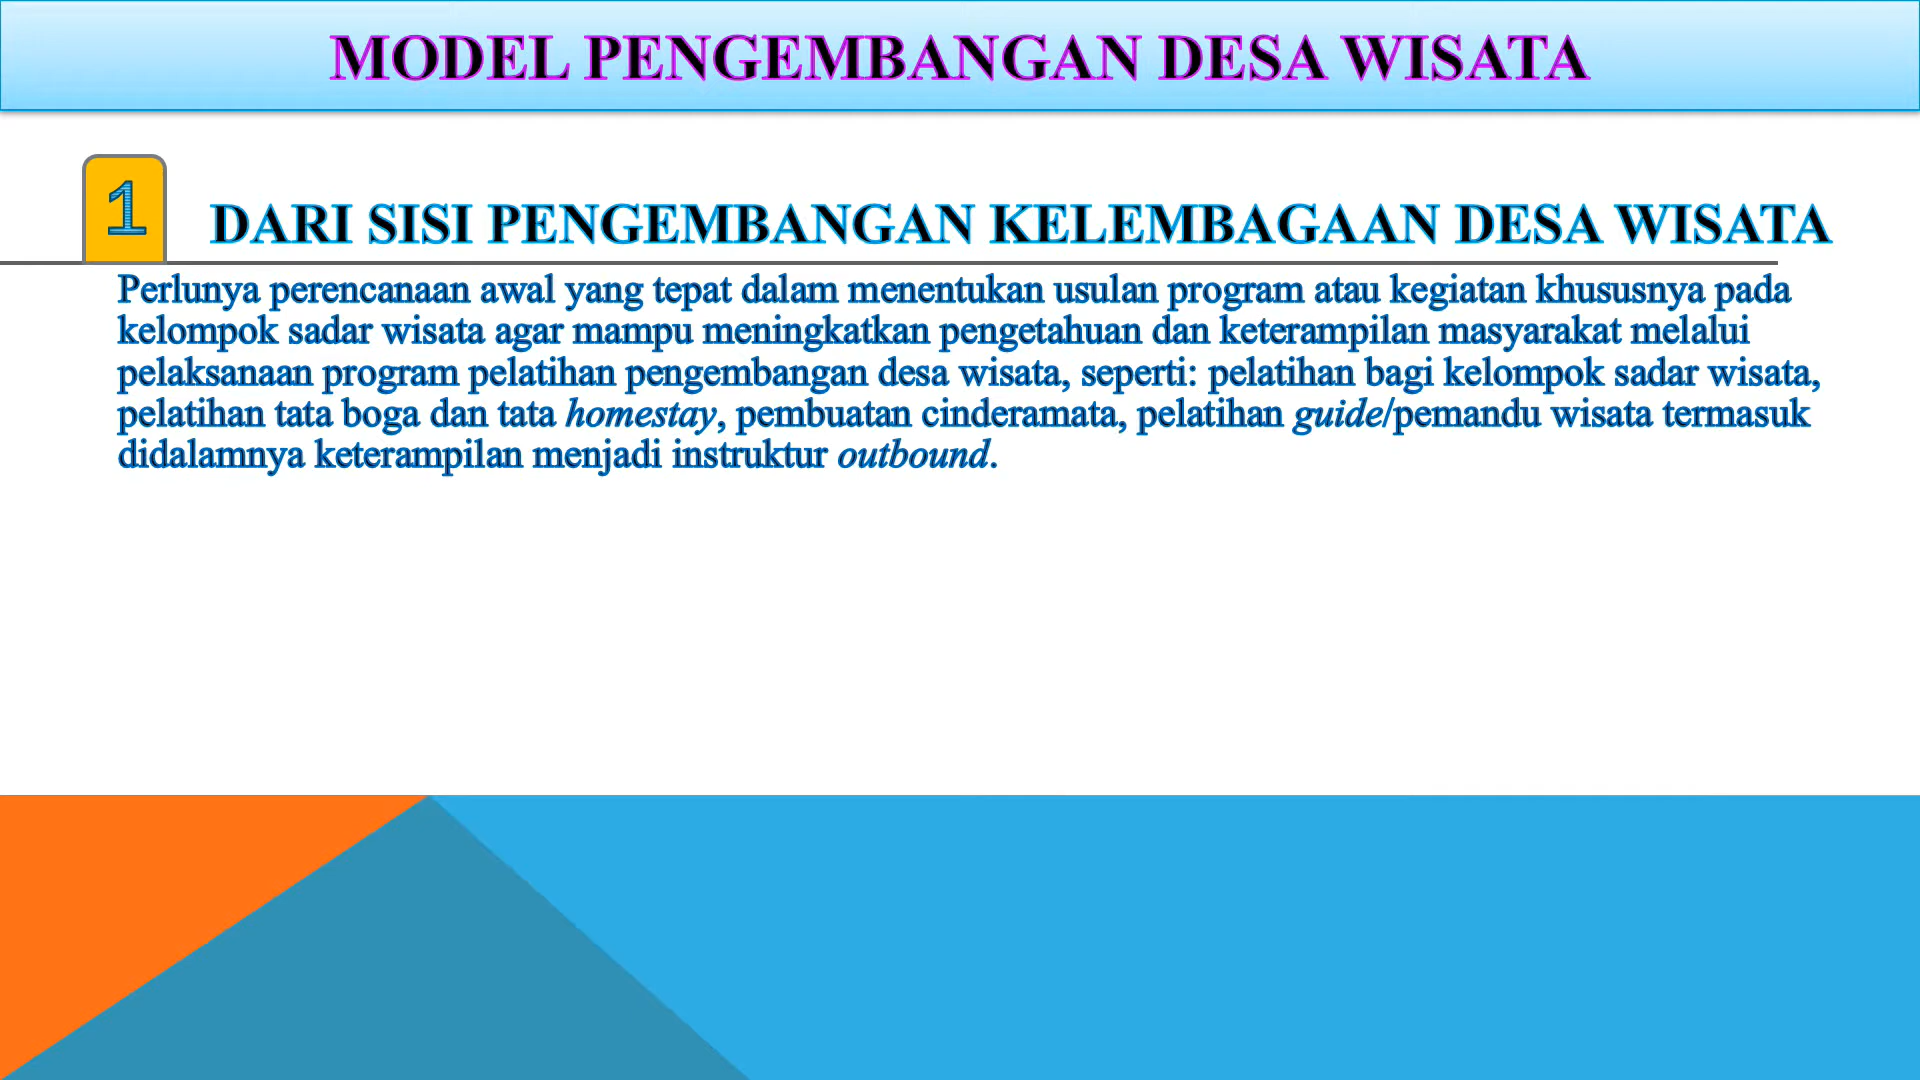 MODEL PENGEMBANGAN DESA WISATA
1
DARI SISI PENGEMBANGAN KELEMBAGAAN DESA WISATA
Perlunya perencanaan awal yang tepat dalam menentukan usulan program atau kegiatan khususnya pada
kelompok sadar wisata agar mampu meningkatkan pengetahuan dan keterampilan masyarakat melalui
pelaksanaan program pelatihan pengembangan desa wisata, seperti: pelatihan bagi kelompok sadar wisata,
pelatihan tata boga dan tata homestay, pembuatan cinderamata, pelatihan guide/pemandu wisata termasuk
didalamnya keterampilan menjadi instruktur outbound.